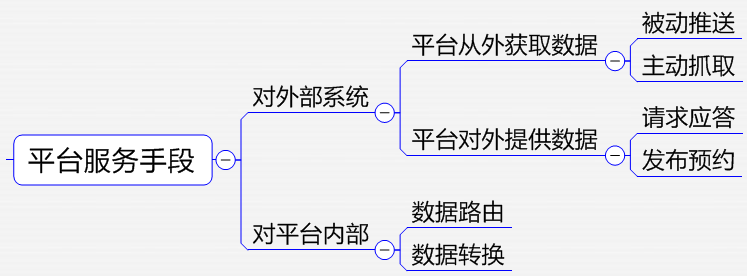 平台服务手段
对外部系统
平台从外获取数据
被动推送
主动抓取
平台对外提供数据
请求应答
发布预约
对平台内部
数据路由
数据转换